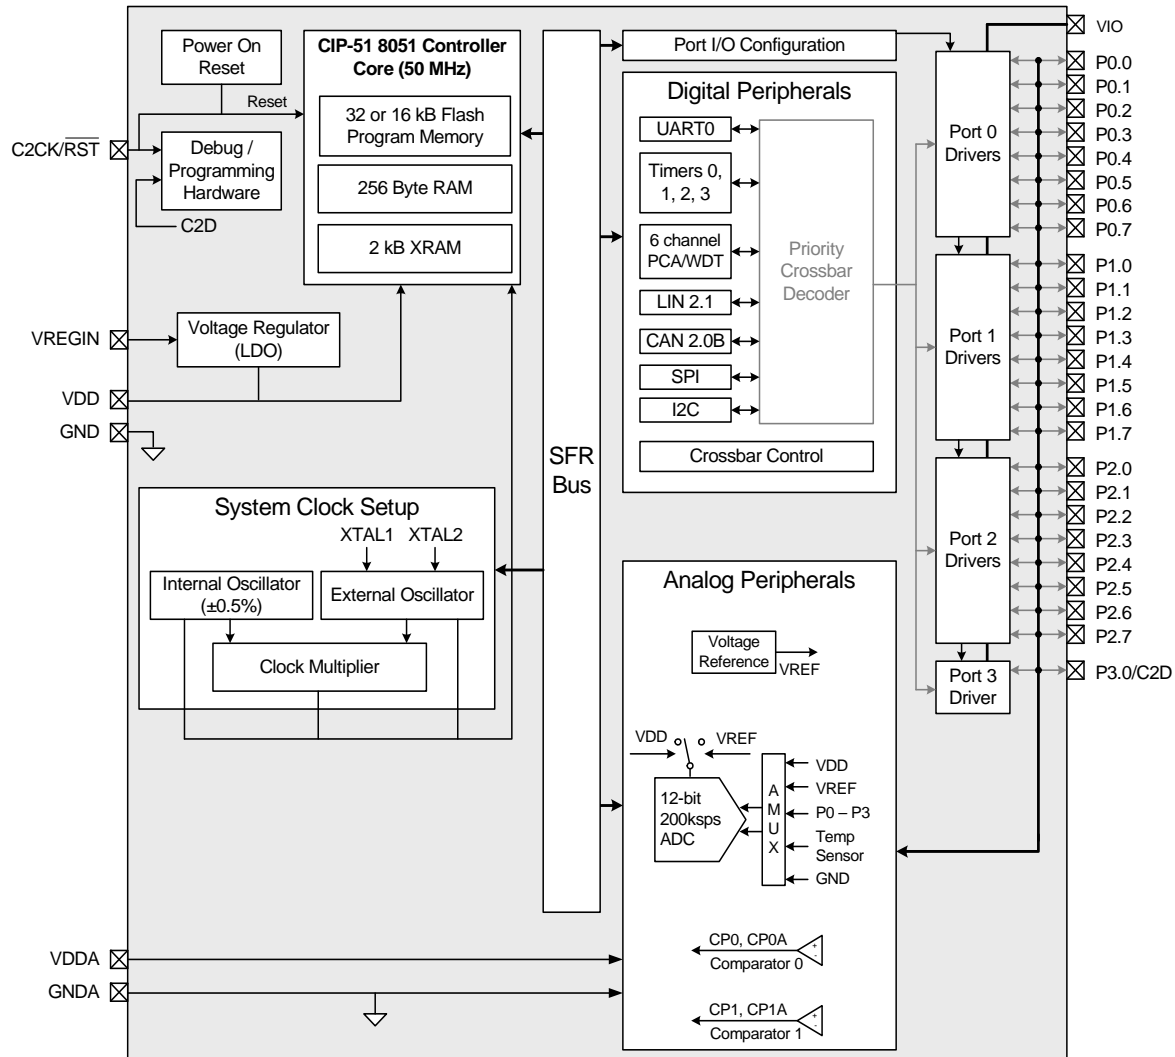 Power On
Reset
CIP-51 8051 Controller
Core (50 MHz)
32 or 16 kB Flash
Program Memory
256 Byte RAM
2 kB XRAM
Reset
C2CK/RST
Debug /
Programming
Hardware
C2D
VREGIN
Voltage Regulator
(LDO)
VDD
GND
System Clock Setup
XTAL1
XTAL2
Internal Oscillator
(±0.5%)
External Oscillator
Clock Multiplier
VDDA
GNDA
SFR
Bus
Port I/O Configuration
Digital Peripherals
UART0
Timers 0,
1, 2, 3
6 channel
PCA/WDT
LIN 2.1
CAN 2.0B
SPI
I2C
Priority
Crossbar
Decoder
Crossbar Control
Analog Peripherals
Voltage
Reference
VREF
VDD
VREF
12-bit
200ksps
ADC
A
M
U
X
VDD
VREF
P0 – P3
Temp
Sensor
GND
CP0, CP0A
+
-
Comparator 0
CP1, CP1A
+
-
Comparator 1
Port 0
Drivers
Port 1
Drivers
Port 2
Drivers
Port 3
Driver
VIO
P0.0
P0.1
P0.2
P0.3
P0.4
P0.5
P0.6
P0.7
P1.0
P1.1
P1.2
P1.3
P1.4
P1.5
P1.6
P1.7
P2.0
P2.1
P2.2
P2.3
P2.4
P2.5
P2.6
P2.7
P3.0/C2D